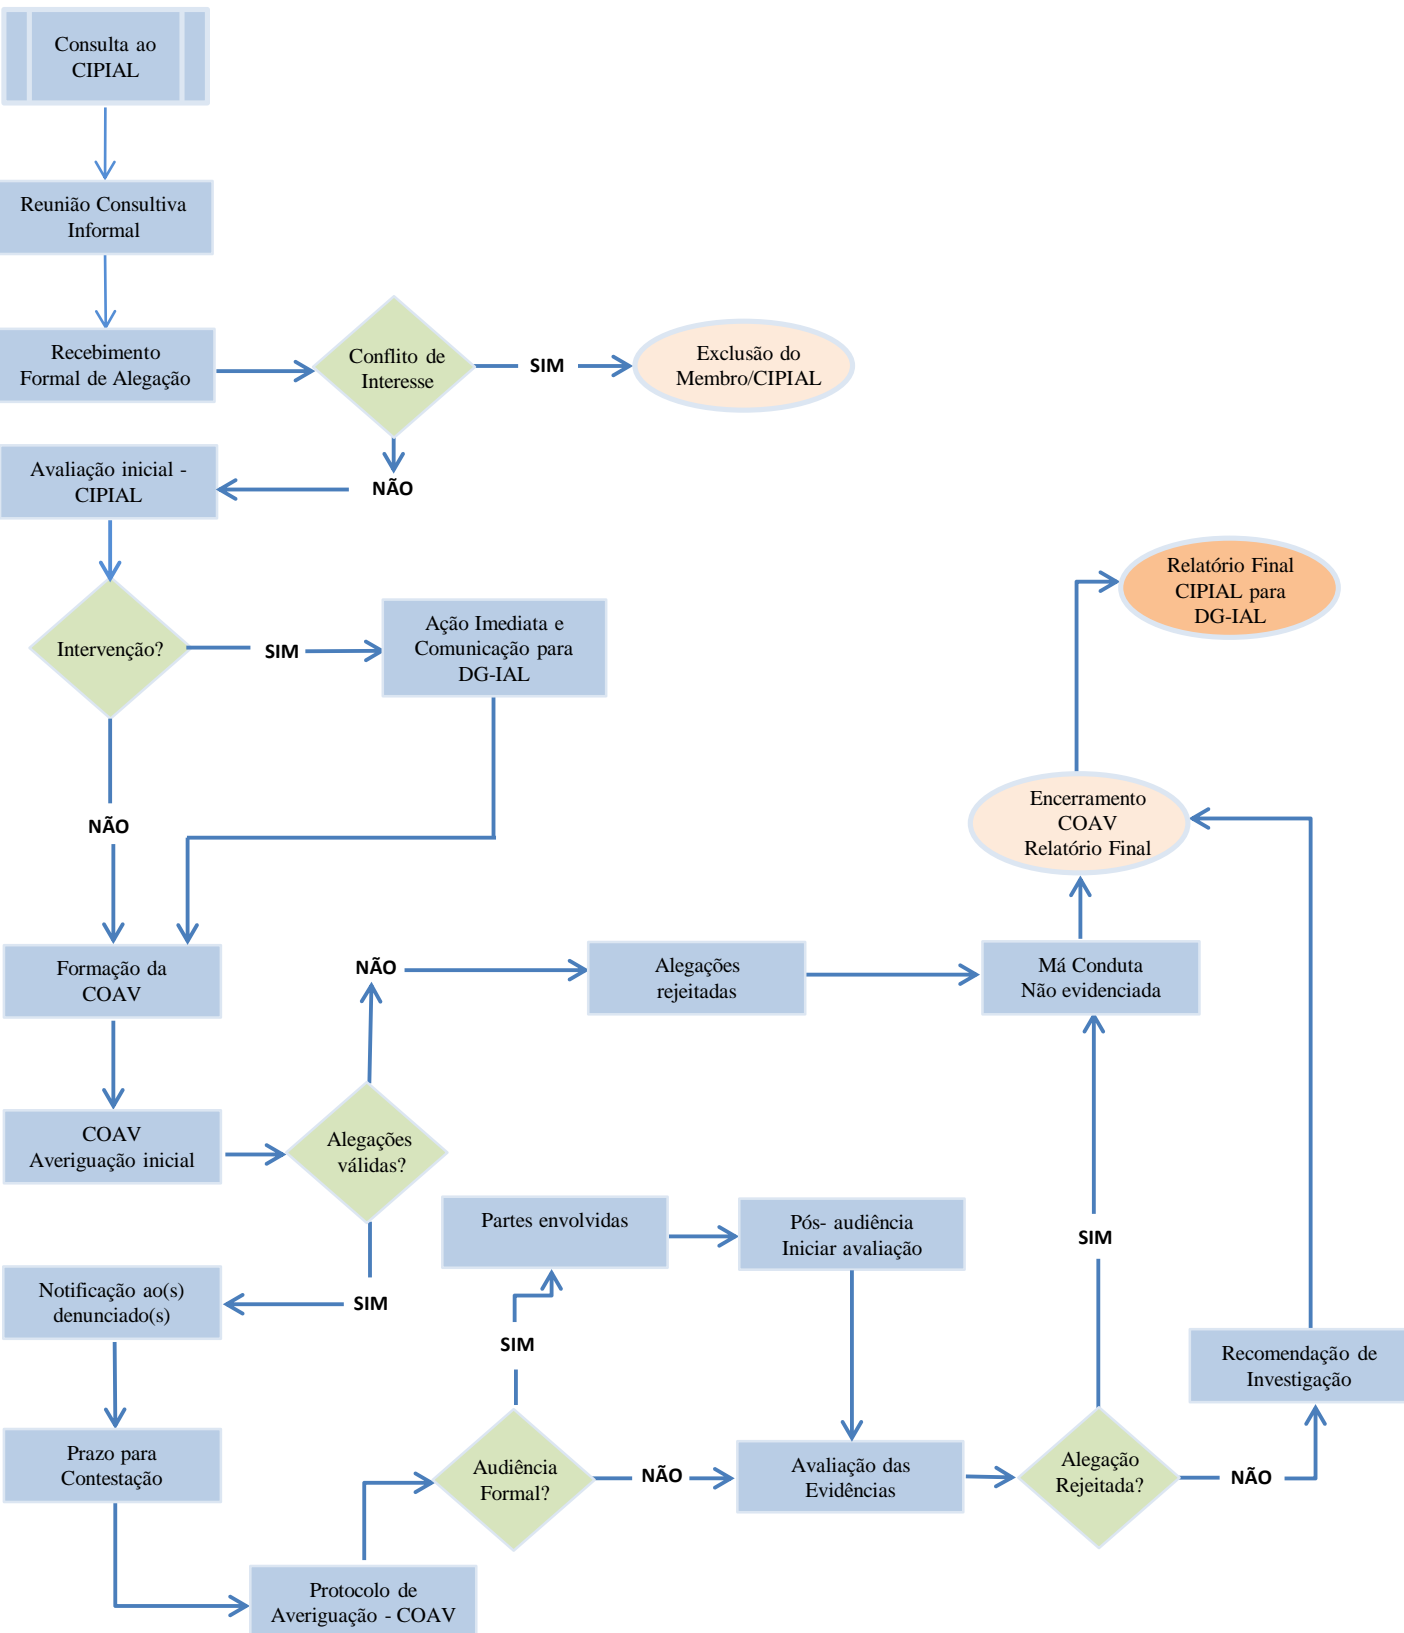 Consulta ao
CIPIAL
Reunião Consultiva
Informal
Recebimento
Formal de Alegação
Conflito de
Interesse
SIM
Exclusão do
Membro/CIPIAL
NÃO
Avaliação inicial -
CIPIAL
Intervenção?
SIM
Ação Imediata e
Comunicação para
DG-IAL
NÃO
Relatório Final
CIPIAL para
DG-IAL
Encerramento
COAV
Relatório Final
Formação da
COAV
NÃO
Alegações
rejeitadas
Má Conduta
Não evidenciada
COAV
Averiguação inicial
Alegações
válidas?
SIM
Notificação ao(s)
denunciado(s)
Partes envolvidas
Pós- audiência
Iniciar avaliação
SIM
SIM
Prazo para
Contestação
Audiência
Formal?
NÃO
Avaliação das
Evidências
Alegação
Rejeitada?
NÃO
Recomendação de
Investigação
Protocolo de
Averiguação - COAV